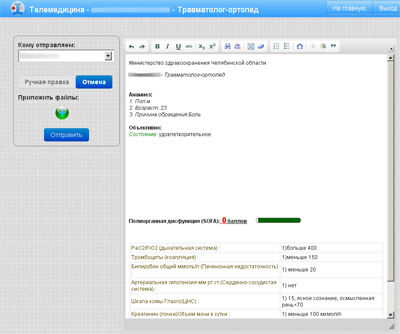 Телемедицина - - Травматолог-ортопед
На главную
Выход
Кому отправляем:
Ручная правка
Отмена
Приложить файлы:
Отправить
Министерство здравоохранения Челябинской области
- Травматолог-ортопед
Анамнез:
1. Пол:м
2. Возраст: 23
3. Причина обращения:Боль
Объективно:
Состояние: удовлетворительное
Полиорганная дисфункция (SOFA): 0 баллов
PaO2/FiO2 (дыхательная система) : 1)больше 400
Тромбоциты (коагуляция) : 1)меньше 150
Билирубин общий ммоль/л (Печеночная недостаточность) : 1) меньше 20
Артериальная гипотензия мм рт.ст.(Сердечно-сосудистая система) : 1) нет
Шкала комы Глазго(ЦНС) : 1) 15, ясное сознание, осмысленная речь=70
Креатинин (почки)Объем мочи в сутки : 1) меньше 100 мкмол/л